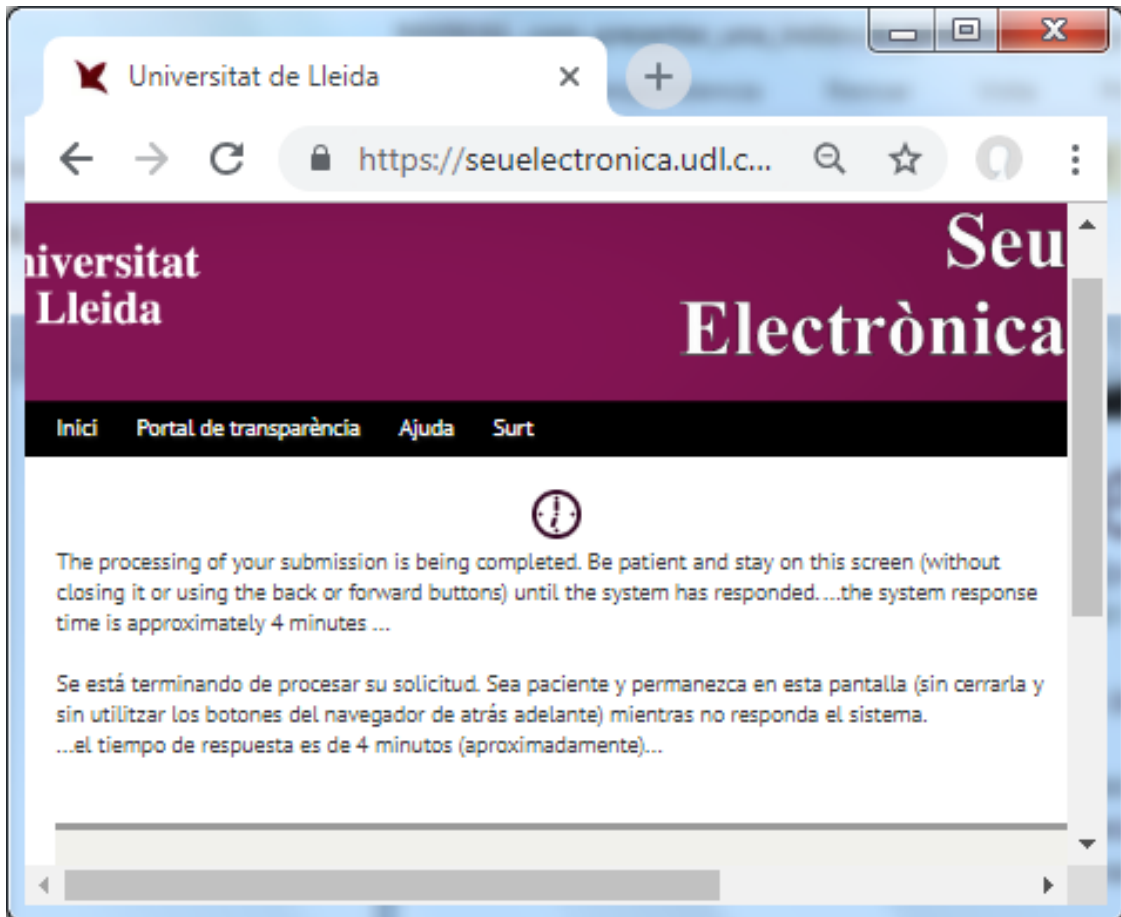 Universitat de Lleida
https://seuelectronica.udl.c...
niversitat
Lleida
Seu
Electrònica
Inici Portal de transparència Ajuda Surt
The processing of your submission is being completed. Be patient and stay on this screen (without
closing it or using the back or forward buttons) until the system has responded. ...the system response
time is approximately 4 minutes ...
Se está terminando de procesar su solicitud. Sea paciente y permanezca en esta pantalla (sin cerrarla y
sin utilitzar los botones del navegador de atrás adelante) mientras no responda el sistema.
...el tiempo de respuesta es de 4 minutos (aproximadamente)...